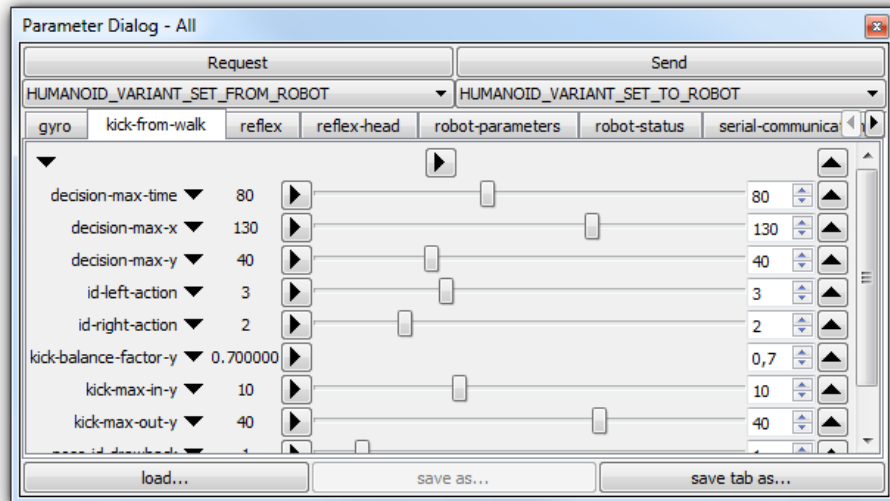 Parameter Dialog - All
Request Send
HUMANOID_VARIANT_SET_FROM_ROBOT HUMANOID_VARIANT_SET_TO_ROBOT
gyro kick-from-walk reflex reflex-head robot-parameters robot-status
decision-max-time 80 80
decision-max-x 130 130
decision-max-y 40 40
id-left-action 3 3
id-right-action 2 2
kick-balance-factor-y 0.700000 0,7
kick-max-in-y 10 10
kick-max-out-y 40 40
load... save as... save tab as...